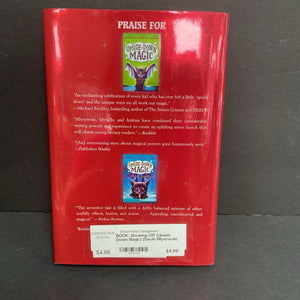 PRAISE FOR
UPSIDE-DOWN
MAGIC
"An enchanting celebration of every kid who has ever felt a little 'upside
down' and the unique ways we all work our magic."
—Michael Buckley, bestselling author of The Sisters Grimm and NERDS
"Mlynowski, Myracle, and Jenkins have combined their considerable
writing powers and experience to create an uplifting series launch that
will charm young fantasy readers." —Booklist
"[An] entertaining story about magical powers gone humorously awry."
—Publishers Weekly
UPSIDE-DOWN
MAGIC
"The inventive tale is filled with a deftly balanced mixture of other-
worldly effects, humor, and action . . . Appealing, warmhearted, and
magical." —Kirkus Reviews
BOOK- Showing Off (Upside
Down Magic) (Sarah Mlynowski,
$4.99
$4.99